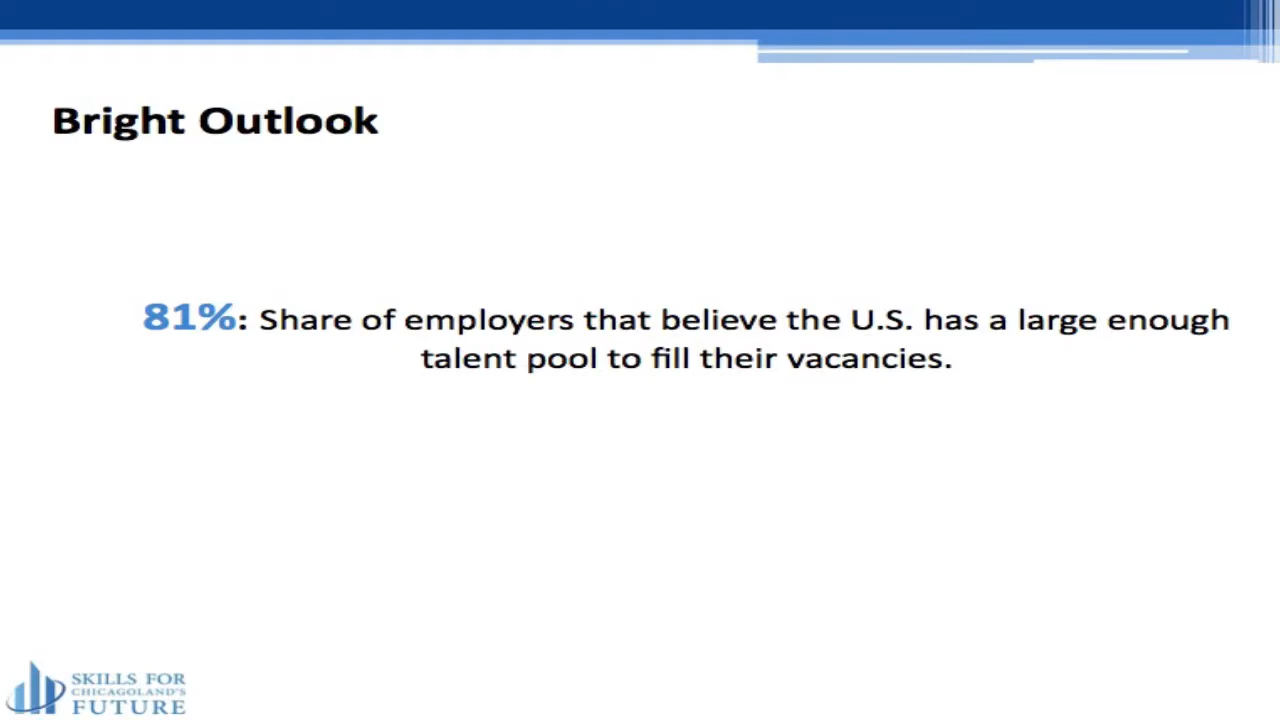 Bright Outlook
81%: Share of employers that believe the U.S. has a large enough
talent pool to fill their vacancies.
SKILLS FOR
CHICAGOLAND'S
FUTURE